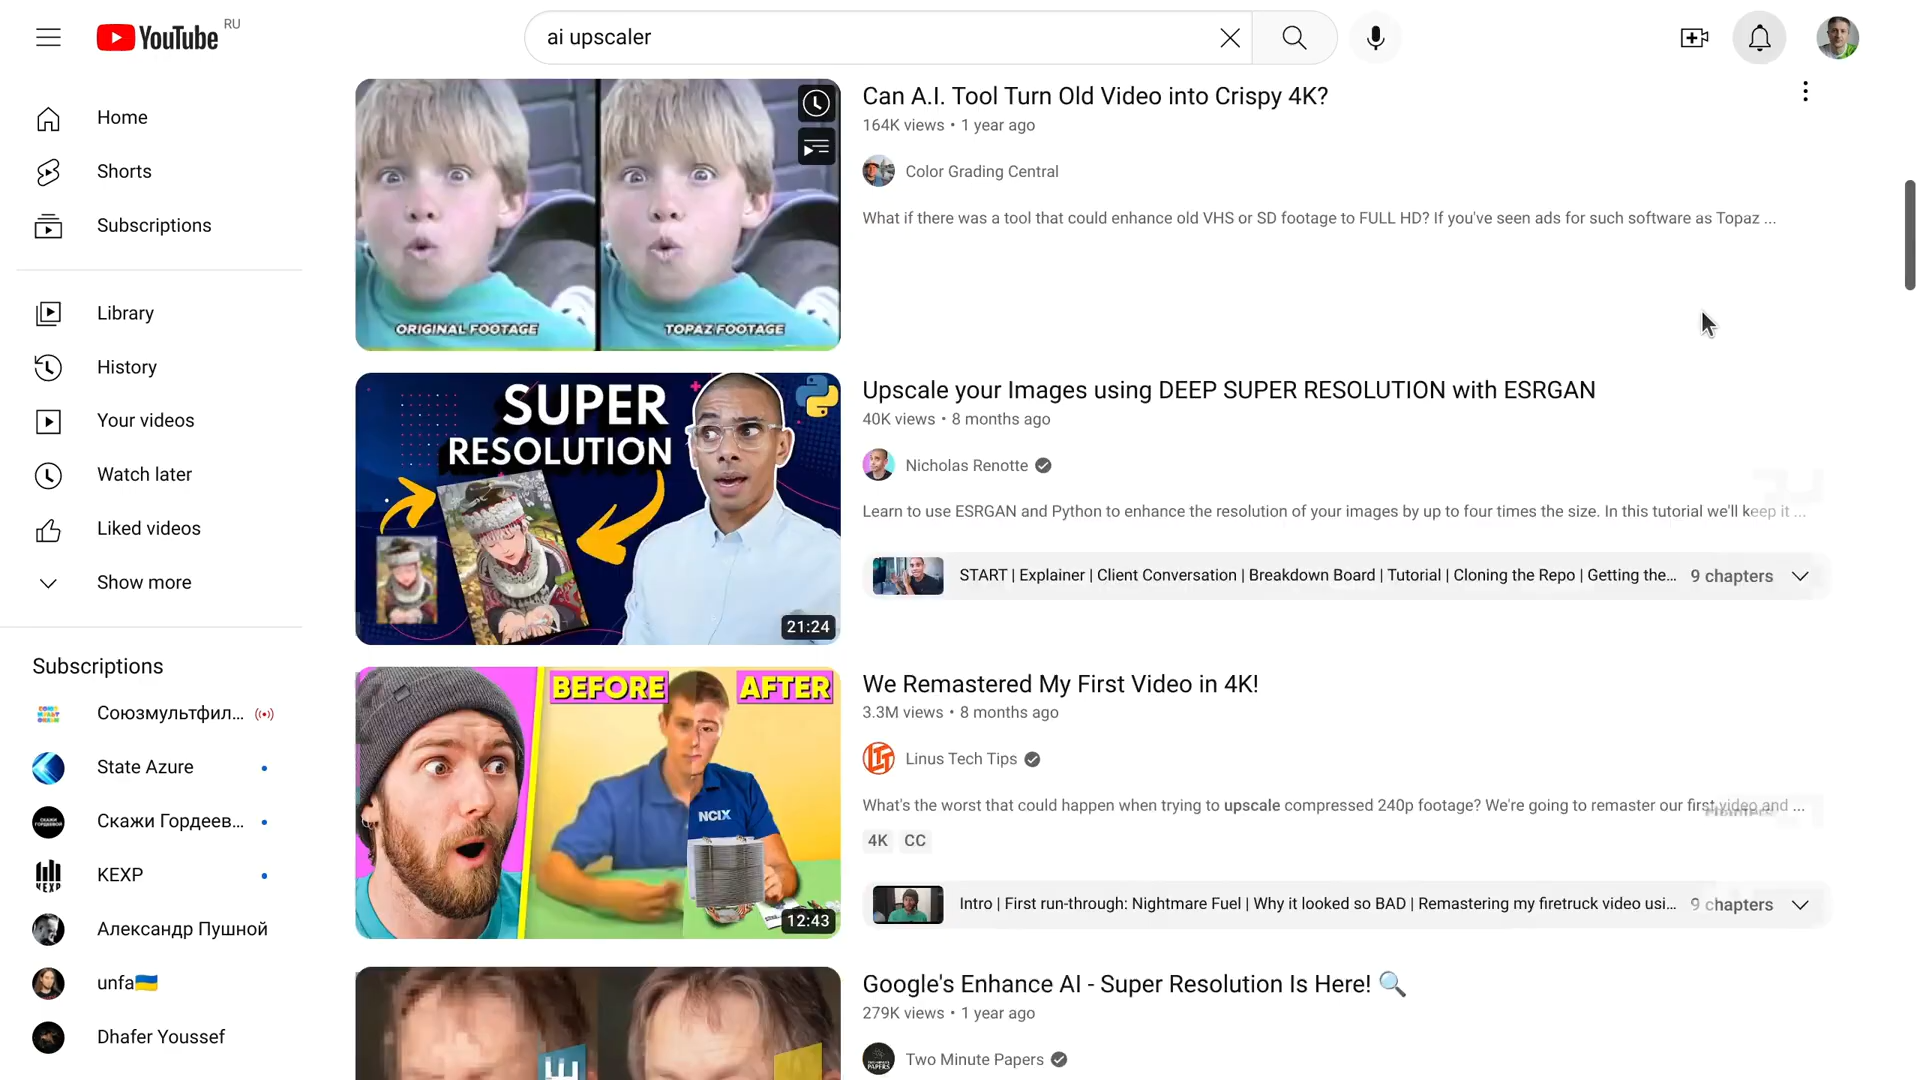 YouTube RU
ai upscaler
Home
Shorts
Subscriptions
Library
History
Your videos
Watch later
Liked videos
Show more
Subscriptions
Союзмультфил...
State Azure
Скажи Гордеев...
KEXP
Александр Пушной
unfa🇺🇦
Dhafer Youssef
ORIGINAL FOOTAGE
TOPAZ FOOTAGE
Can A.I. Tool Turn Old Video into Crispy 4K?
164K views • 1 year ago
Color Grading Central
What if there was a tool that could enhance old VHS or SD footage to FULL HD? If you've seen ads for such software as Topaz ...
SUPER
RESOLUTION
21:24
Upscale your Images using DEEP SUPER RESOLUTION with ESRGAN
40K views • 8 months ago
Nicholas Renotte
Learn to use ESRGAN and Python to enhance the resolution of your images by up to four times the size. In this tutorial we'll keep it ...
START | Explainer | Client Conversation | Breakdown Board | Tutorial | Cloning the Repo | Getting the... 9 chapters
BEFORE
AFTER
NCIX
12:43
We Remastered My First Video in 4K!
3.3M views • 8 months ago
Linus Tech Tips
What's the worst that could happen when trying to upscale compressed 240p footage? We're going to remaster our first video and ...
4K CC
Intro | First run-through: Nightmare Fuel | Why it looked so BAD | Remastering my firetruck video usi... 9 chapters
Google's Enhance AI - Super Resolution Is Here! 🔍
279K views • 1 year ago
Two Minute Papers